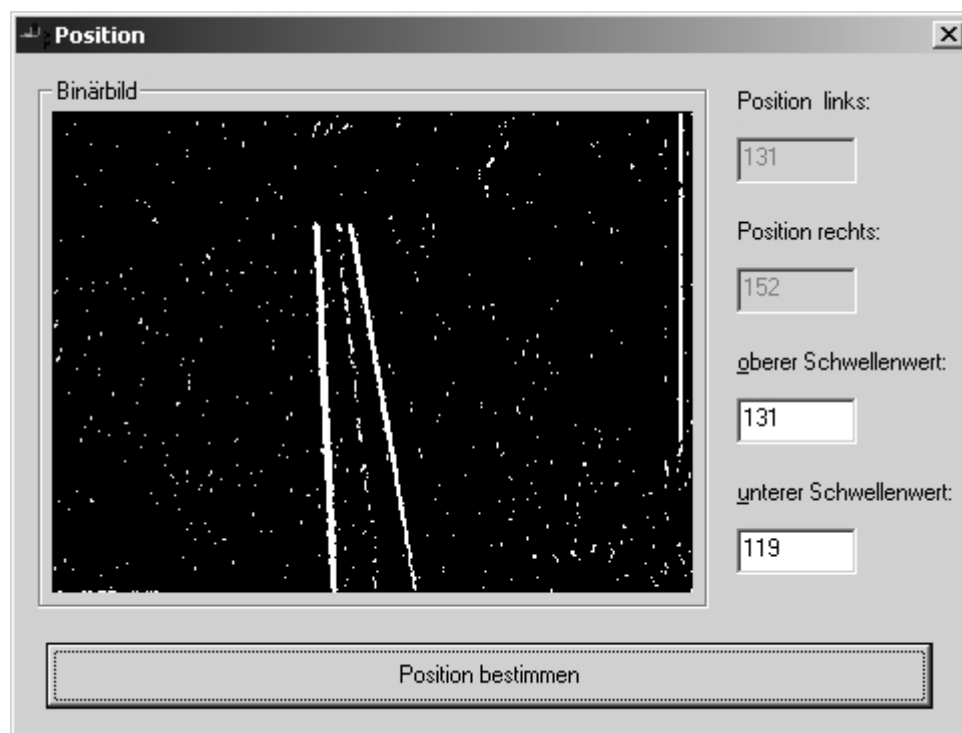 Position
Binärbild
Position links:
131
Position rechts:
152
oberer Schwellenwert:
131
unterer Schwellenwert:
119
Position bestimmen